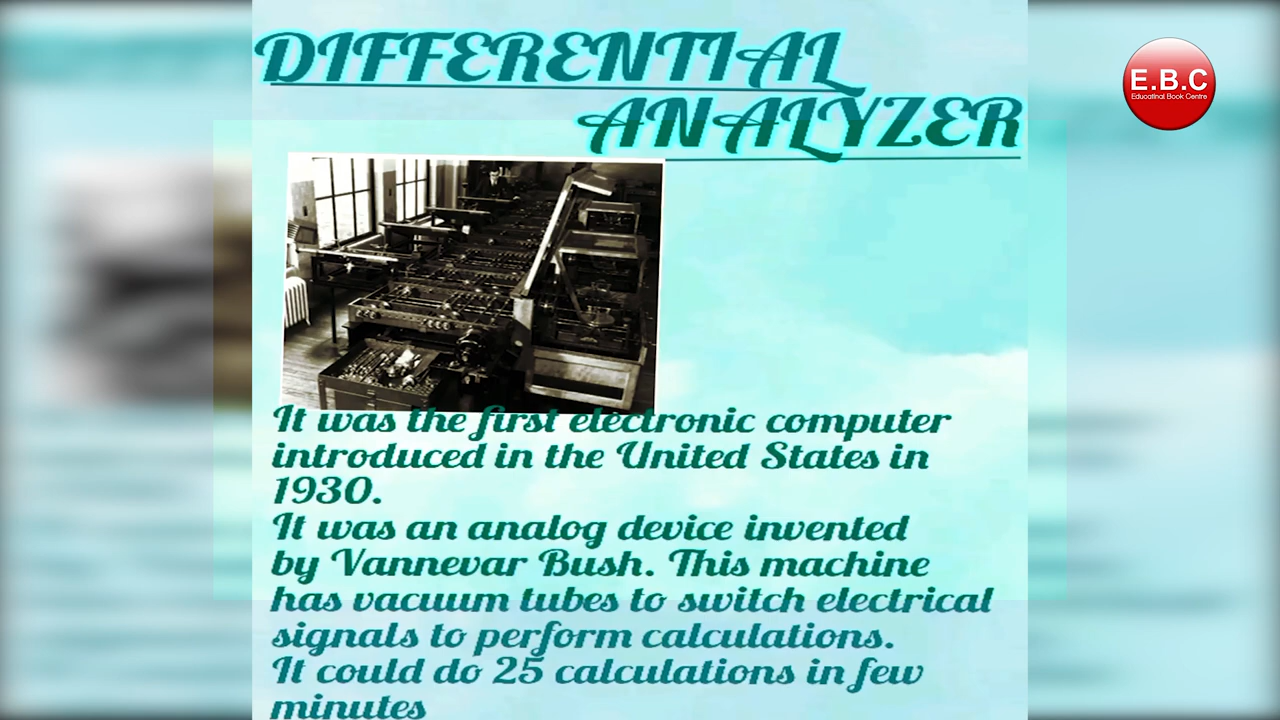 DIFFERENTIAL
ANALYZER
E.B.C
Educatinal Book Centre
It was the first electronic computer
introduced in the United States in
1930.
It was an analog device invented
by Vannevar Bush. This machine
has vacuum tubes to switch electrical
signals to perform calculations.
It could do 25 calculations in few
minutes